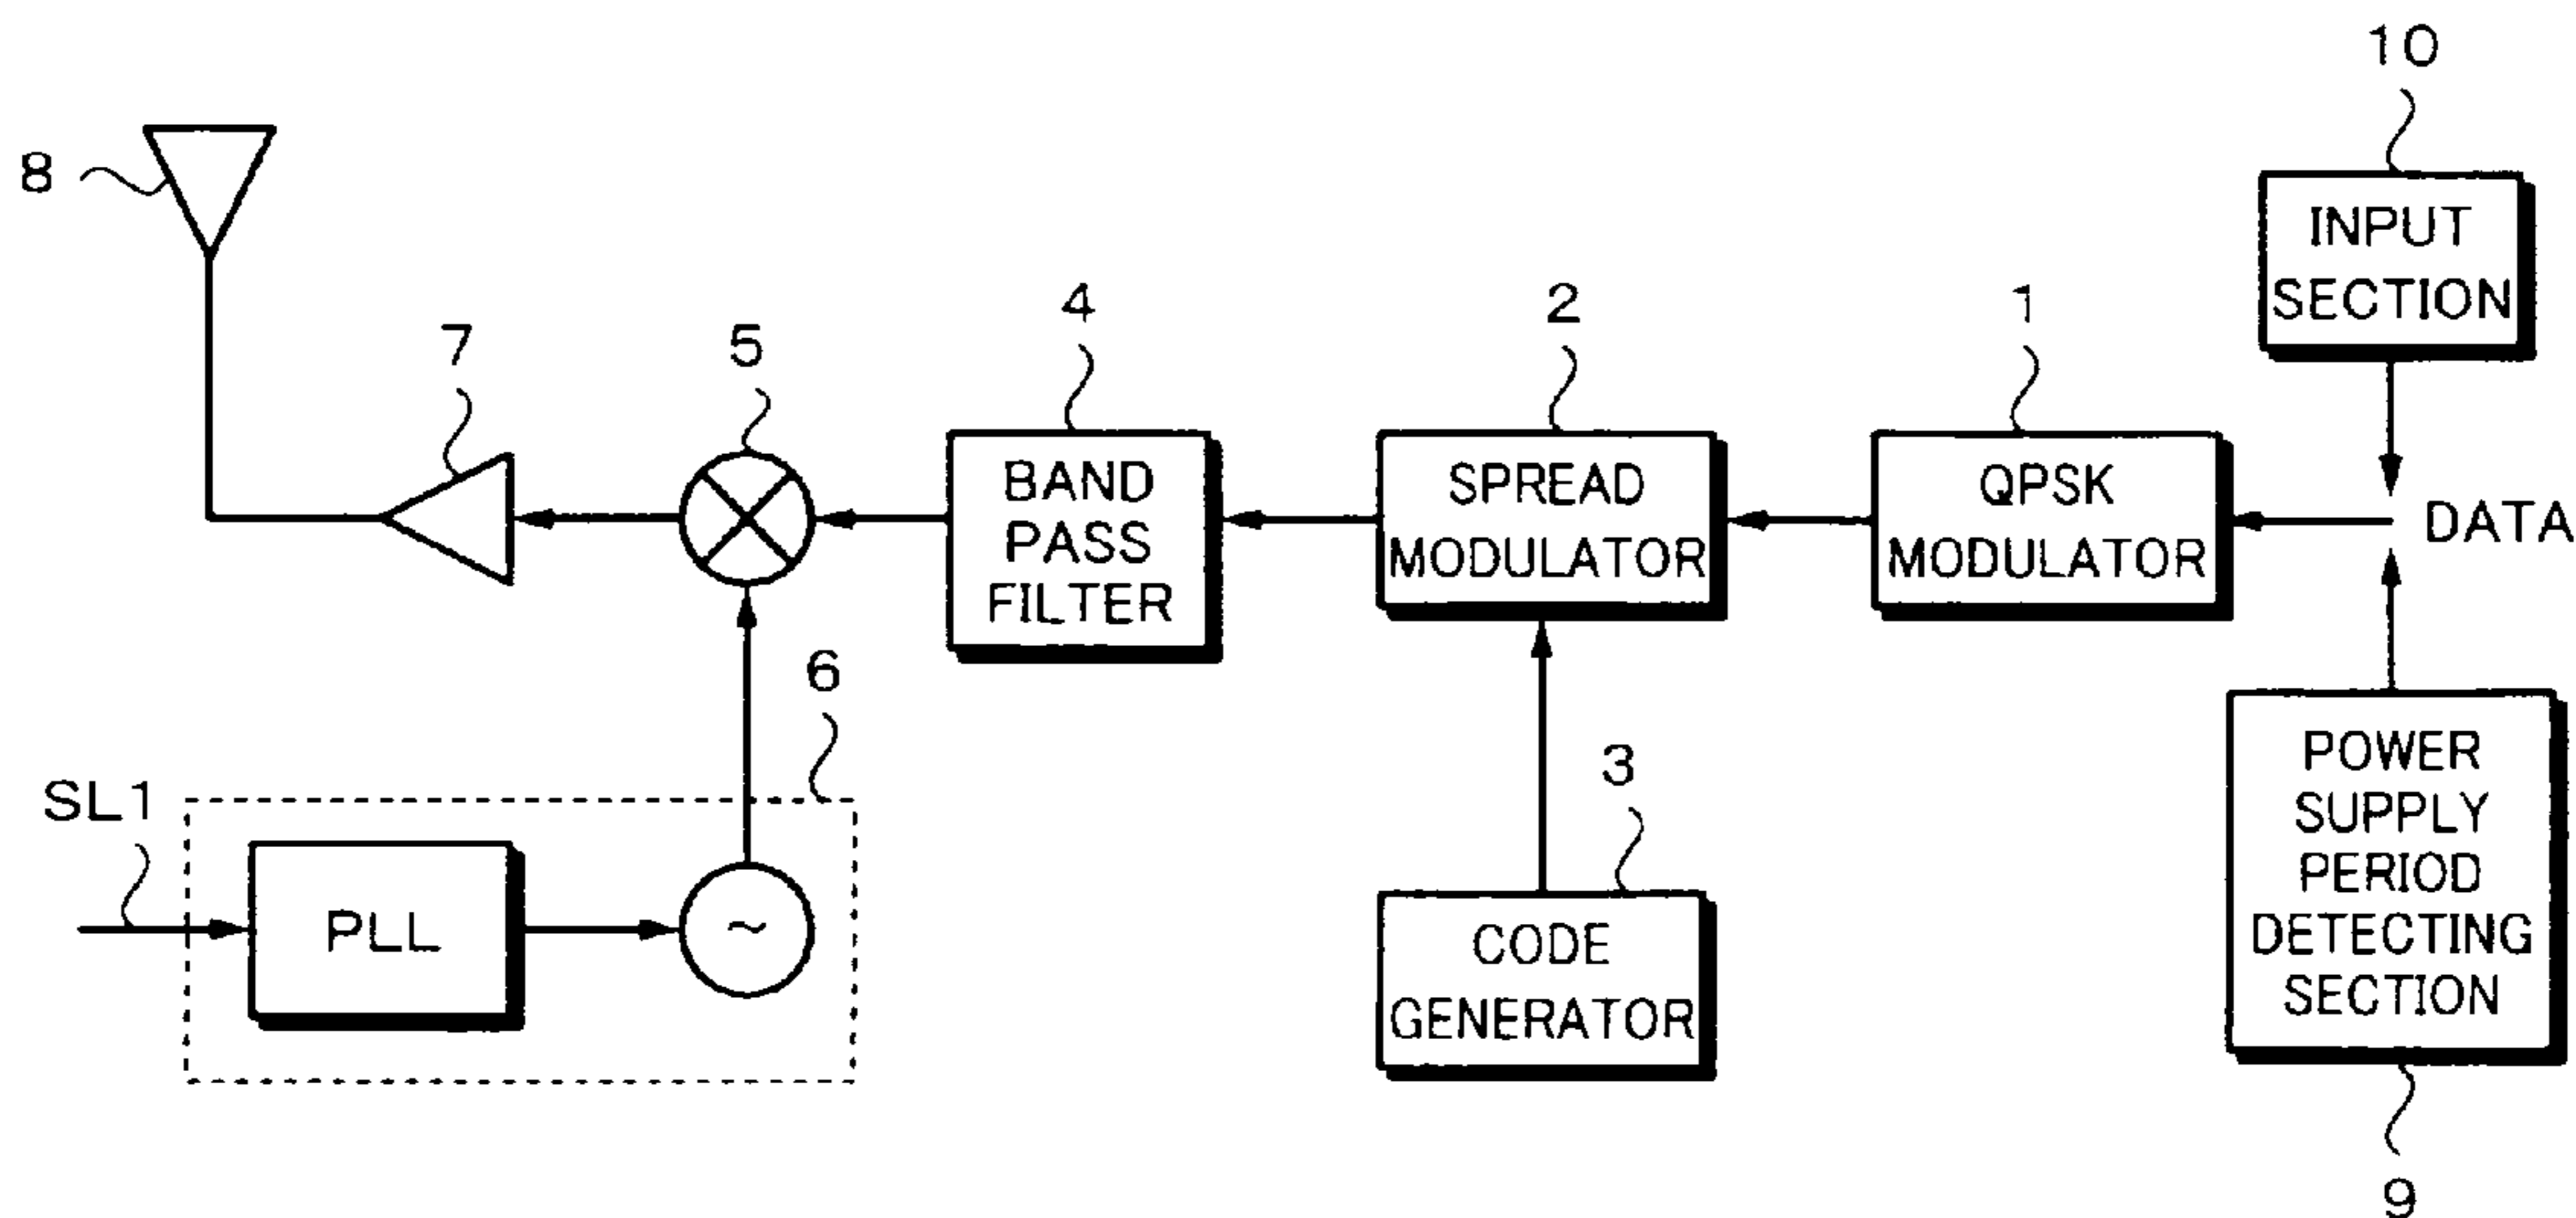 10
8
INPUT
SECTION
7
5
4
2
1
BAND
PASS
FILTER
SPREAD
MODULATOR
QPSK
MODULATOR
DATA
6
SL1
PLL
~
3
CODE
GENERATOR
POWER
SUPPLY
PERIOD
DETECTING
SECTION
9